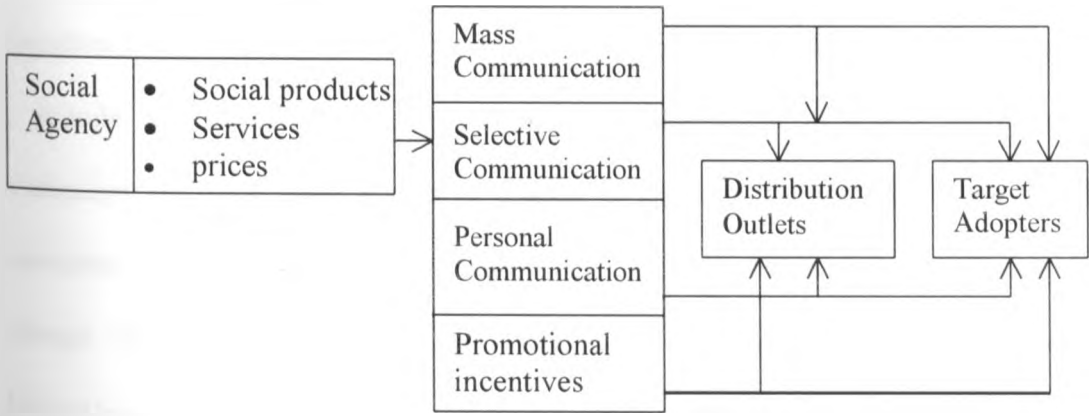 Social
Agency
• Social products
• Services
• prices
Mass
Communication
Selective
Communication
Personal
Communication
Promotional
incentives
Distribution
Outlets
Target
Adopters